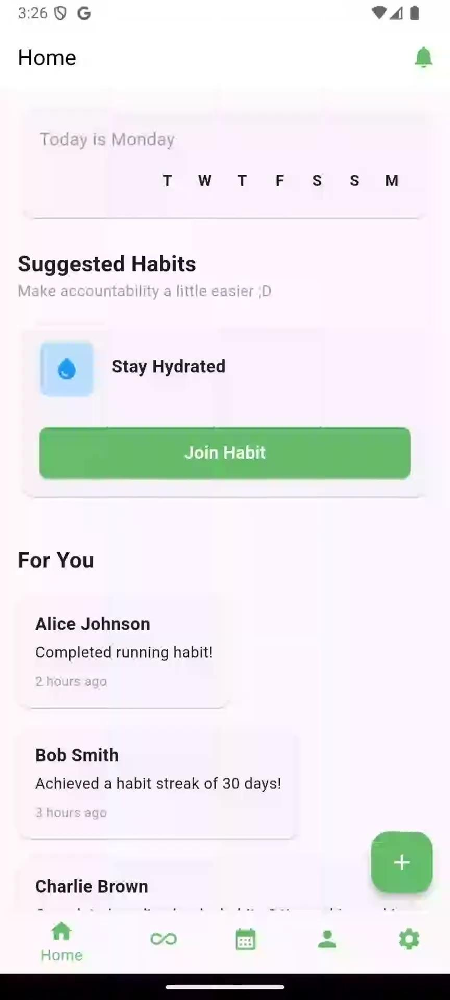 3:26
Home
Today is Monday
T W T F S S M
Suggested Habits
Make accountability a little easier ;D
Stay Hydrated
Join Habit
For You
Alice Johnson
Completed running habit!
2 hours ago
Bob Smith
Achieved a habit streak of 30 days!
3 hours ago
Charlie Brown
Home